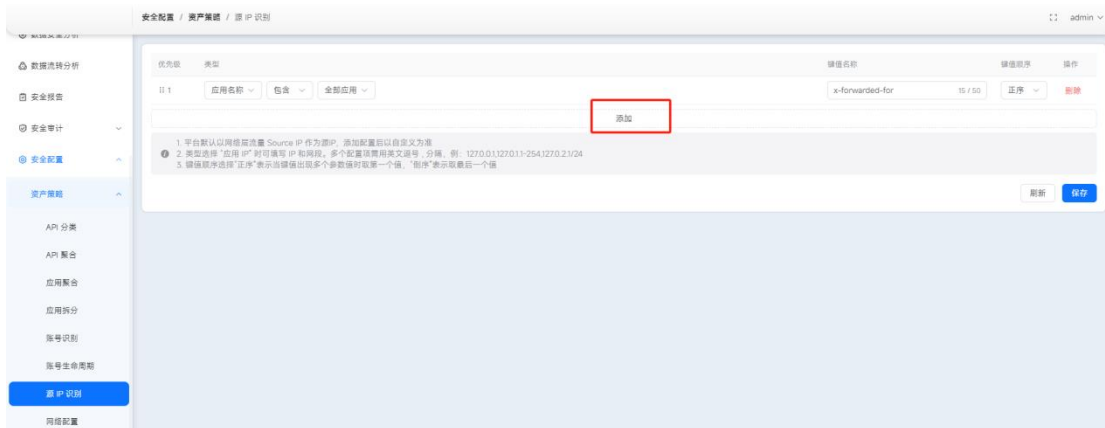 安全配置 / 资产策略 / 源 IP 识别
admin
数据安全分析
数据流转分析
安全报告
安全审计
安全配置
资产策略
API 分类
API 聚合
应用聚合
应用拆分
账号识别
账号生命周期
源 IP 识别
网络配置
优先级 类型 键值名称 键值顺序 操作
1 应用名称 包含 全部应用 x-forwarded-for 15 / 50 正序 删除
添加
1. 平台默认以网络层流量 Source IP 作为源IP，添加配置后以自定义为准
2. 类型选择 "应用 IP" 时可填写 IP 和网段。多个配置项需用英文逗号 , 分隔，例：127.0.0.1,127.0.1.1-254,127.0.2.1/24
3. 键值顺序选择"正序"表示当键值出现多个参数值时取第一个值，"倒序"表示取最后一个值
刷新 保存